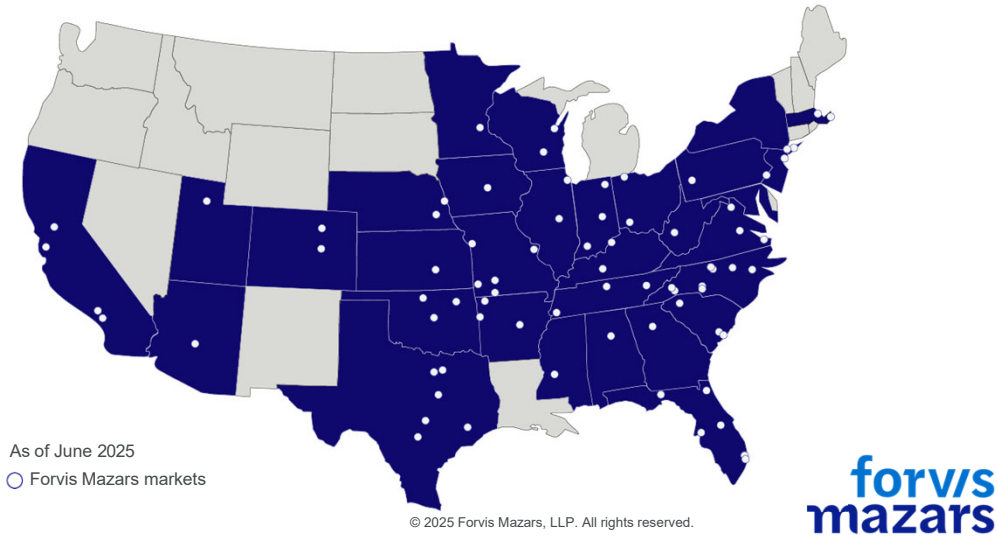 As of June 2025
Forvis Mazars markets
© 2025 Forvis Mazars, LLP. All rights reserved.
forvis
mazars